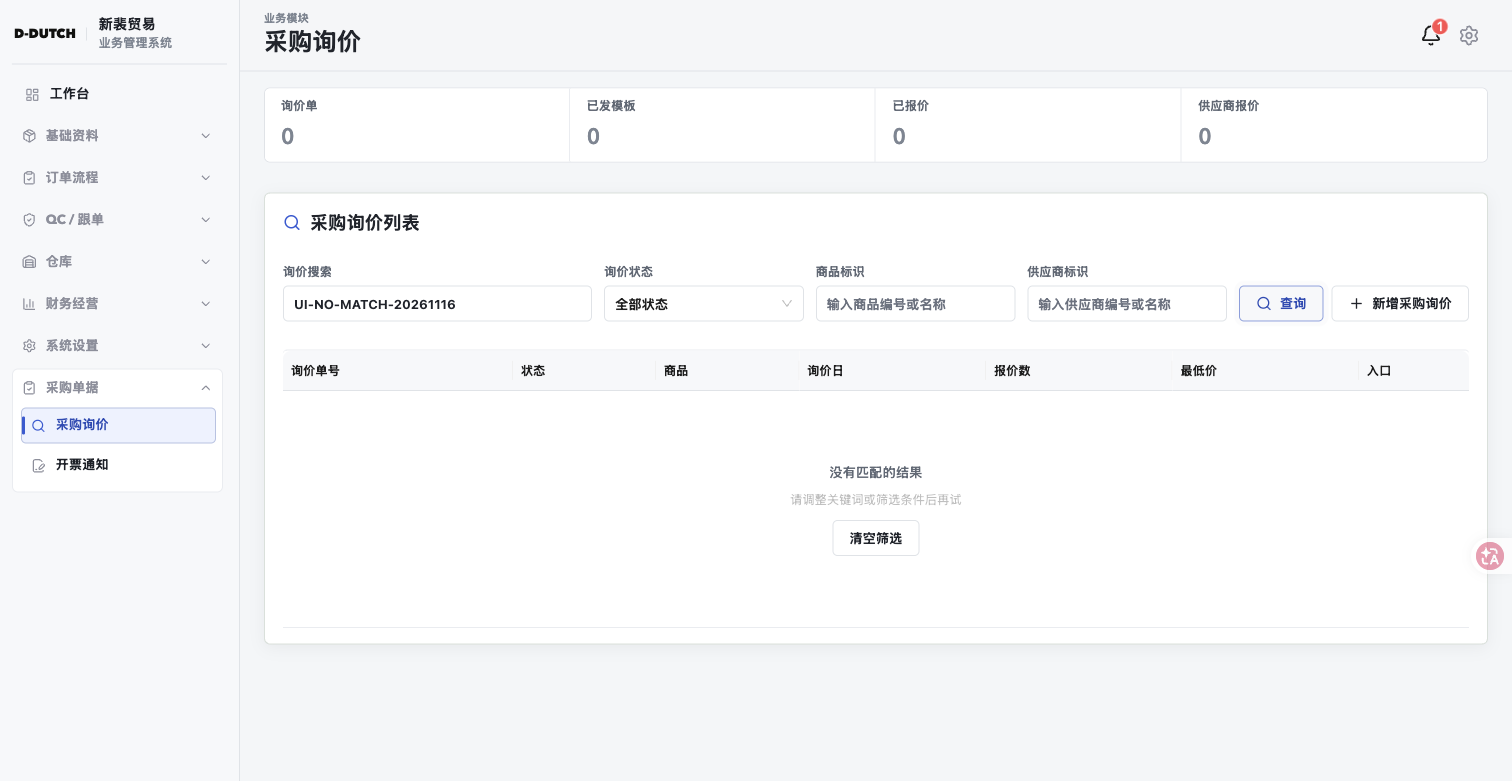 D-DUTCH
新装贸易
业务管理系统
工作台
基础资料
订单流程
QC / 跟单
仓库
财务经营
系统设置
采购单据
采购询价
开票通知
业务模块
采购询价
1
询价单
0
已发模板
0
已报价
0
供应商报价
0
采购询价列表
询价搜索
询价状态
商品标识
供应商标识
UI-NO-MATCH-20261116
全部状态
输入商品编号或名称
输入供应商编号或名称
查询
新增采购询价
询价单号
状态
商品
询价日
报价数
最低价
入口
没有匹配的结果
请调整关键词或筛选条件后再试
清空筛选